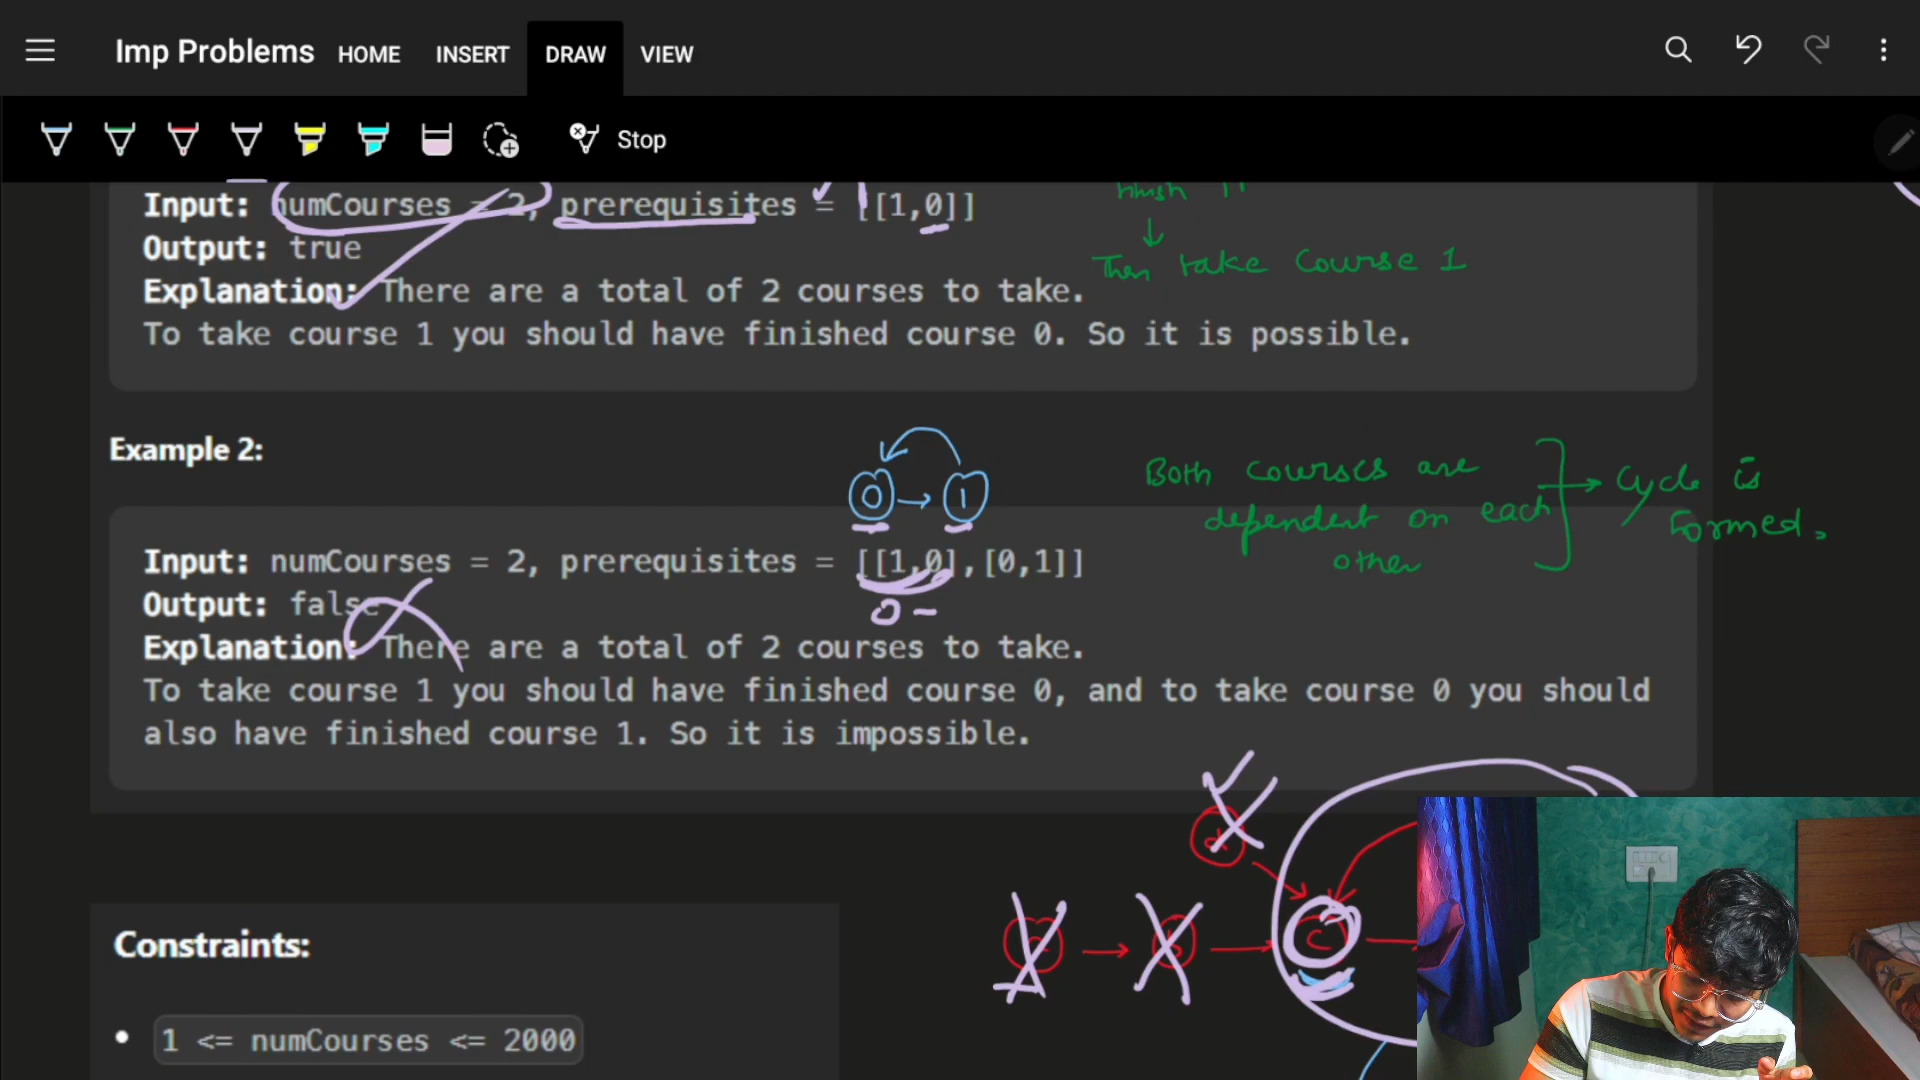 Imp Problems HOME INSERT DRAW VIEW
Stop
Input: numCourses = 2, prerequisites = [[1,0]]
Output: true
Then take Course 1
Explanation: There are a total of 2 courses to take.
To take course 1 you should have finished course 0. So it is possible.
Example 2:
0 → 1
Both courses are
dependent on each
other
→ Cycle is
formed.
Input: numCourses = 2, prerequisites = [[1,0],[0,1]]
0 -
Output: false
Explanation: There are a total of 2 courses to take.
To take course 1 you should have finished course 0, and to take course 0 you should
also have finished course 1. So it is impossible.
d
b
c
Constraints:
• 1 <= numCourses <= 2000